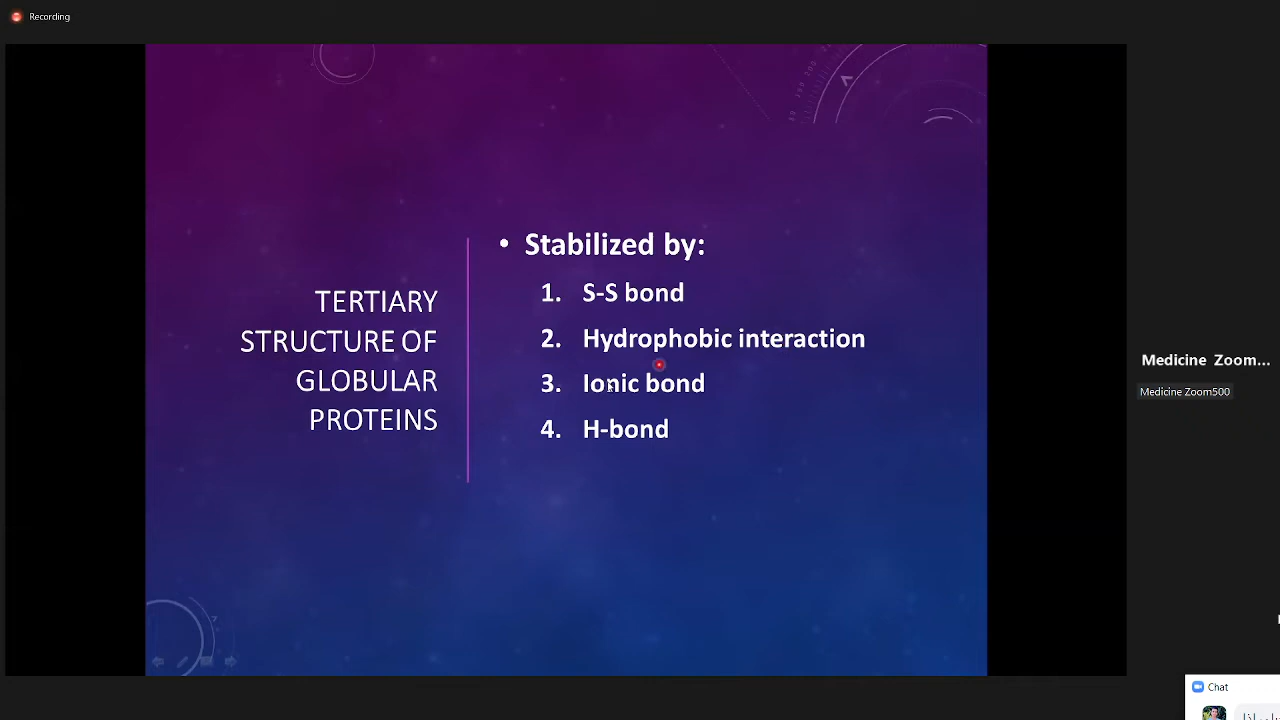 Recording
TERTIARY
STRUCTURE OF
GLOBULAR
PROTEINS
• Stabilized by:
1. S-S bond
2. Hydrophobic interaction
3. Ionic bond
4. H-bond
Medicine Zoom...
Medicine Zoom500
Chat